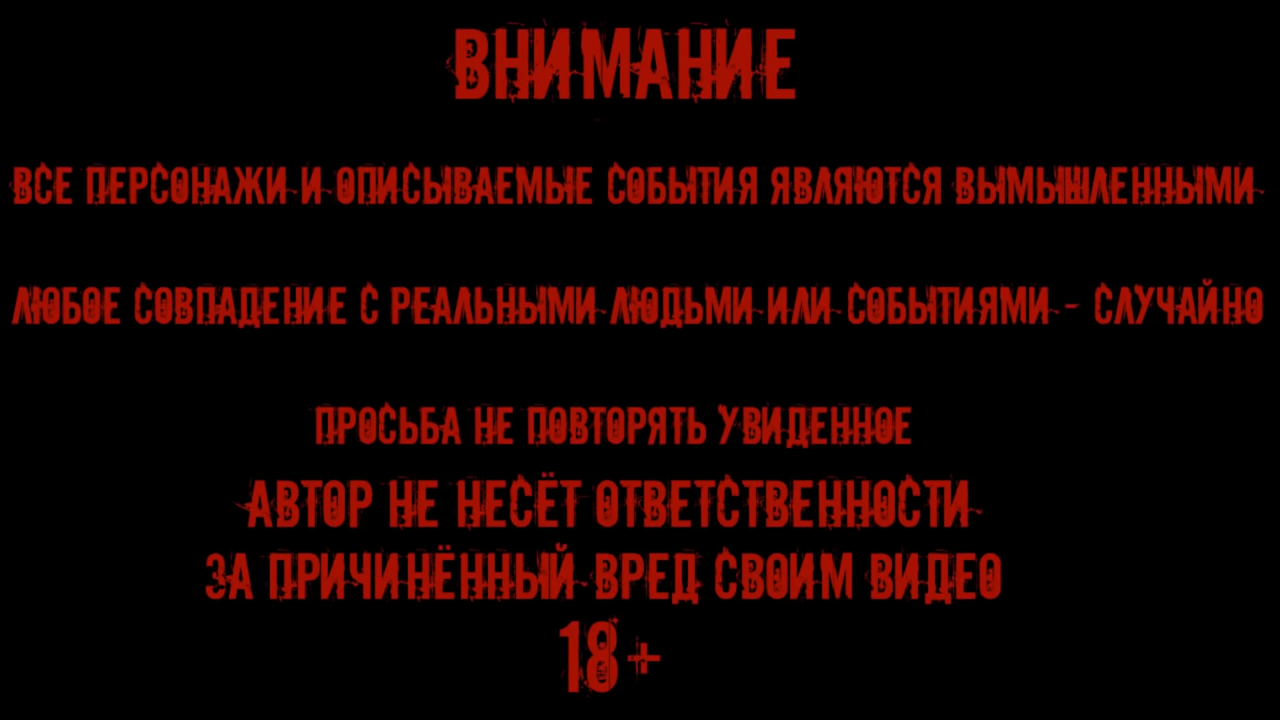 ВНИМАНИЕ
ВСЕ ПЕРСОНАЖИ И ОПИСЫВАЕМЫЕ СОБЫТИЯ ЯВЛЯЮТСЯ ВЫМЫШЛЕННЫМИ
ЛЮБОЕ СОВПАДЕНИЕ С РЕАЛЬНЫМИ ЛЮДЬМИ ИЛИ СОБЫТИЯМИ - СЛУЧАЙНО
ПРОСЬБА НЕ ПОВТОРЯТЬ УВИДЕННОЕ
АВТОР НЕ НЕСЁТ ОТВЕТСТВЕННОСТИ
ЗА ПРИЧИНЁННЫЙ ВРЕД СВОИМ ВИДЕО
18+